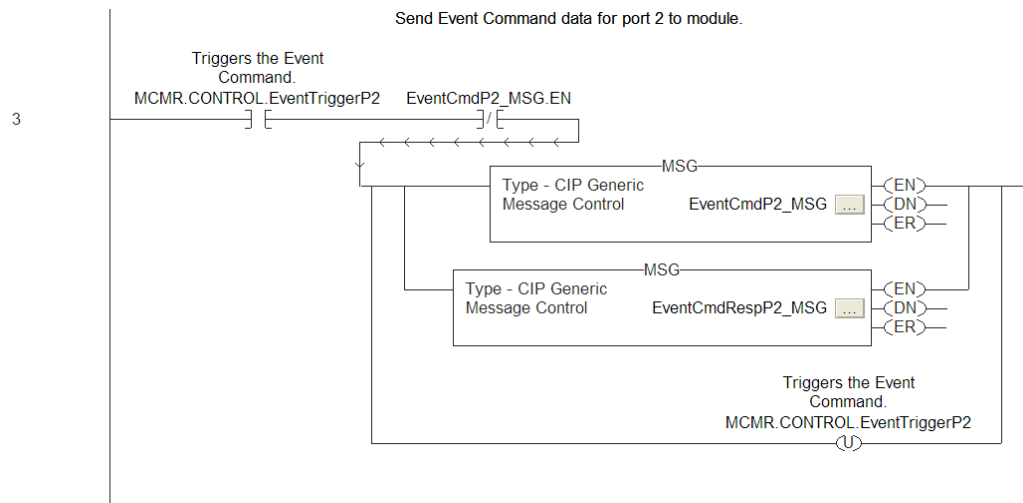 Send Event Command data for port 2 to module.
Triggers the Event
Command.
MCMR.CONTROL.EventTriggerP2 EventCmdP2_MSG.EN
3
MSG
Type - CIP Generic
Message Control EventCmdP2_MSG ...
EN
DN
ER
MSG
Type - CIP Generic
Message Control EventCmdRespP2_MSG ...
EN
DN
ER
Triggers the Event
Command.
MCMR.CONTROL.EventTriggerP2
U